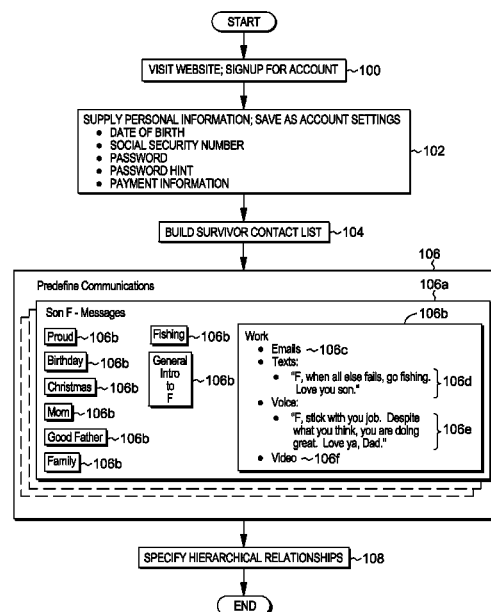 START
VISIT WEBSITE; SIGNUP FOR ACCOUNT 100
SUPPLY PERSONAL INFORMATION; SAVE AS ACCOUNT SETTINGS
• DATE OF BIRTH
• SOCIAL SECURITY NUMBER
• PASSWORD
• PASSWORD HINT
• PAYMENT INFORMATION
102
BUILD SURVIVOR CONTACT LIST 104
106
Predefine Communications
106a
Son F - Messages
106b
Proud 106b
Birthday 106b
Christmas 106b
Mom 106b
Good Father 106b
Family 106b
Fishing 106b
General
Intro
to
F
106b
Work
• Emails 106c
• Texts:
• "F, when all else fails, go fishing.
Love you son."
106d
• Voice:
• "F, stick with you job. Despite
what you think, you are doing
great. Love ya, Dad."
106e
• Video 106f
SPECIFY HIERARCHICAL RELATIONSHIPS 108
END